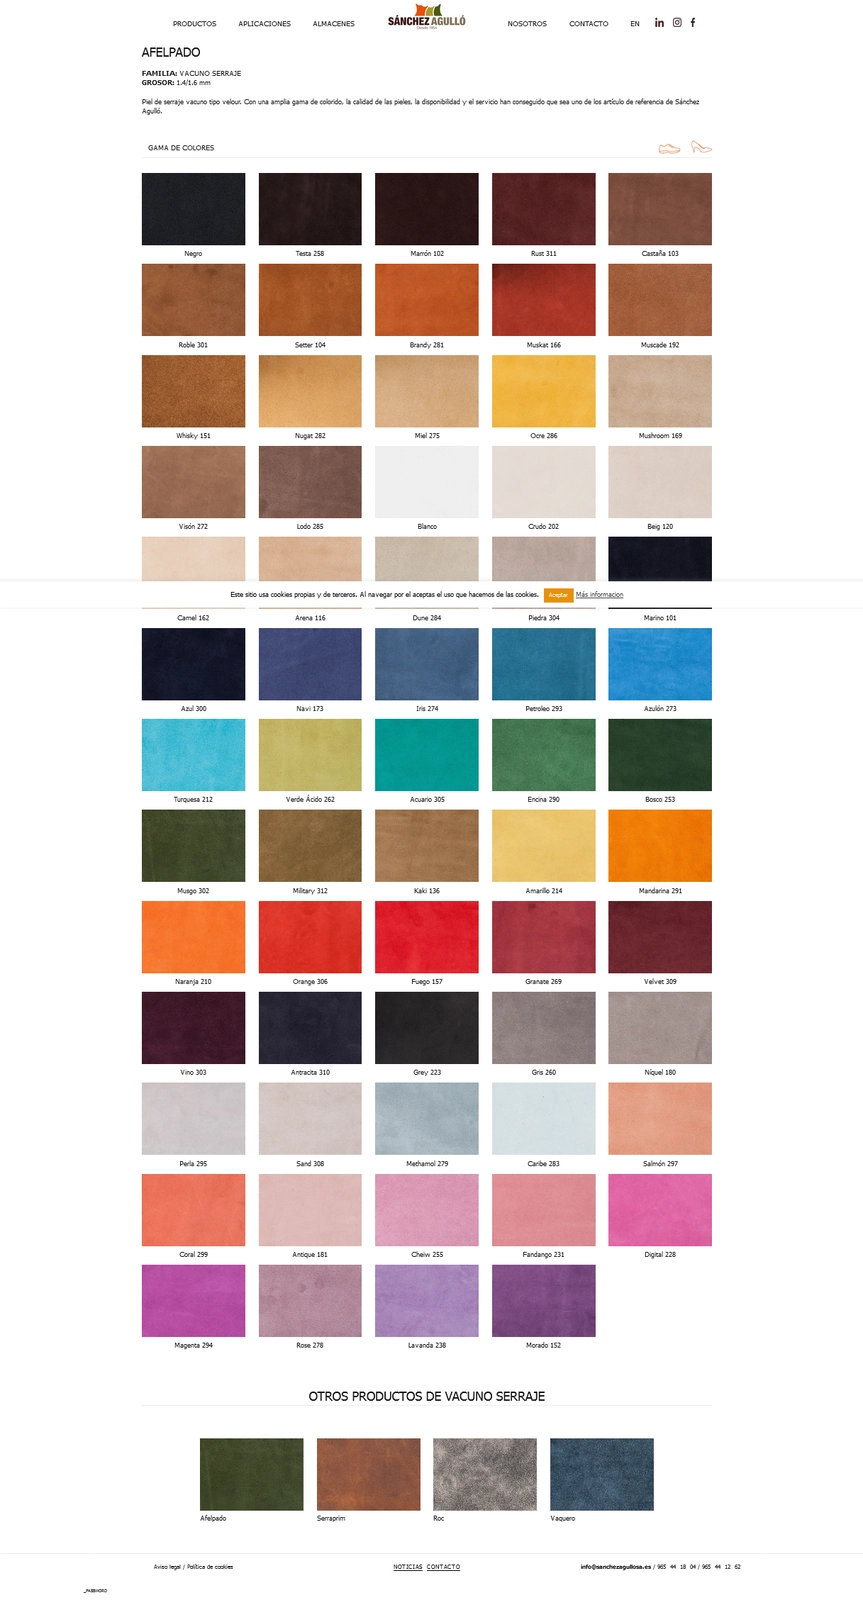 PRODUCTOS APLICACIONES ALMACENES SÁNCHEZ AGULLÓ NOSOTROS CONTACTO EN
Desde 1964
AFELPADO
FAMILIA: VACUNO SERRAJE
GROSOR: 1.4/1.6 mm
Piel de serraje vacuno tipo velour. Con una amplia gama de colorido, la calidad de las pieles, la disponibilidad y el servicio han conseguido que sea uno de los artículo de referencia de Sánchez
Agulló.
GAMA DE COLORES
Negro Testa 258 Marrón 102 Rust 311 Castaña 103
Roble 301 Setter 104 Brandy 281 Muskat 166 Muscade 192
Whisky 151 Nugat 282 Miel 275 Ocre 286 Mushroom 169
Visón 272 Lodo 285 Blanco Crudo 202 Beig 120
Este sitio usa cookies propias y de terceros. Al navegar por el aceptas el uso que hacemos de las cookies. Aceptar Más informacion
Camel 162 Arena 116 Dune 284 Piedra 304 Marino 101
Azul 300 Navi 173 Iris 274 Petroleo 293 Azulón 273
Turquesa 212 Verde Ácido 262 Acuario 305 Encina 290 Bosco 253
Musgo 302 Military 312 Kaki 136 Amarillo 214 Mandarina 291
Naranja 210 Orange 306 Fuego 157 Granate 269 Velvet 309
Vino 303 Antracita 310 Grey 223 Gris 260 Níquel 180
Perla 295 Sand 308 Methamol 279 Caribe 283 Salmón 297
Coral 299 Antique 181 Cheiw 255 Fandango 231 Digital 228
Magenta 294 Rose 278 Lavanda 238 Morado 152
OTROS PRODUCTOS DE VACUNO SERRAJE
Afelpado Serraprim Roc Vaquero
Aviso legal / Política de cookies NOTICIAS CONTACTO info@sanchezagullosa.es / 965 44 18 04 / 965 44 12 62